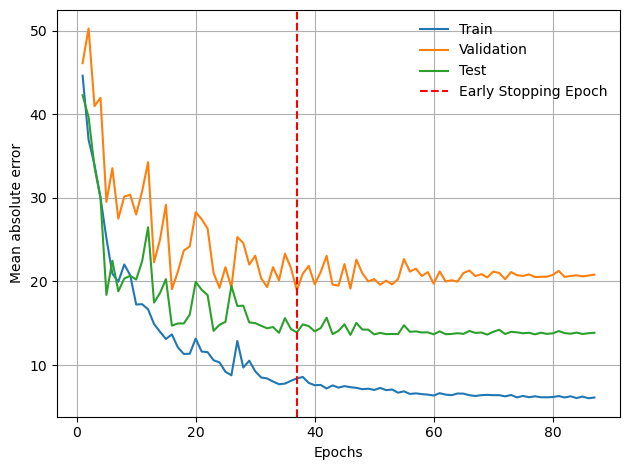 50
40
30
20
10
Mean absolute error
Train
Validation
Test
Early Stopping Epoch
0
20
40
60
80
Epochs